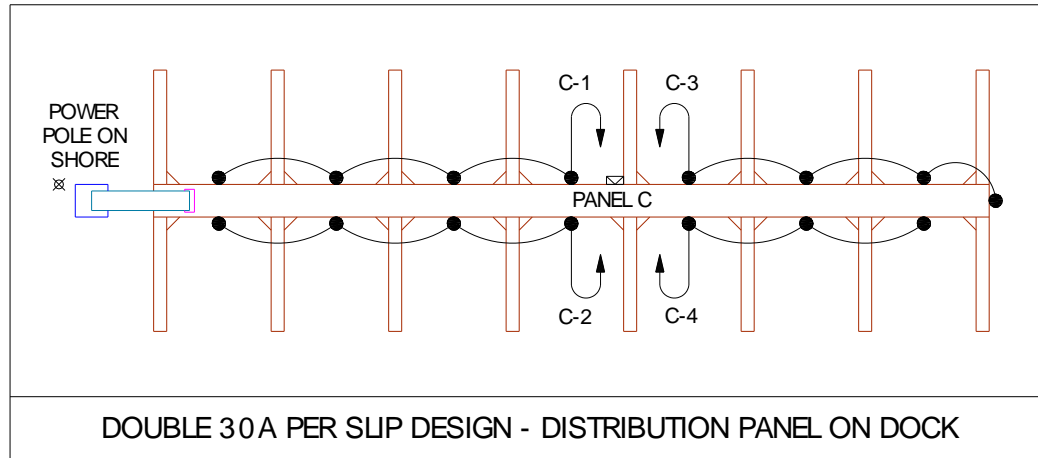 C-1
C-3
POWER
POLE ON
SHORE
PANEL C
C-2
C-4
DOUBLE 30A PER SLIP DESIGN - DISTRIBUTION PANEL ON DOCK